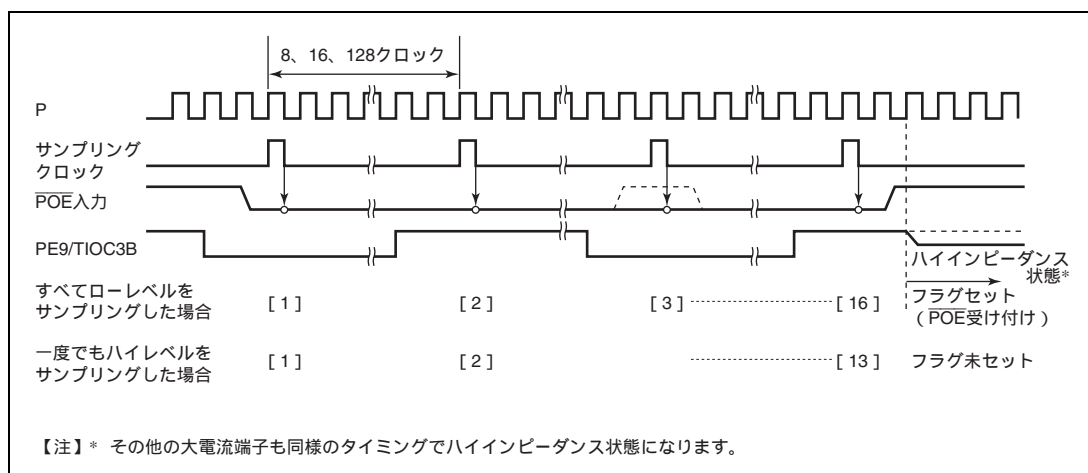 8、16、128クロック
P
サンプリング
クロック
POE入力
PE9/TIOC3B
ハイインピーダンス
状態*
すべてローレベルを
サンプリングした場合
[ 1 ]
[ 2 ]
[ 3 ]
[ 16 ]
フラグセット
（POE受け付け）
一度でもハイレベルを
サンプリングした場合
[ 1 ]
[ 2 ]
[ 13 ]
フラグ未セット
【注】* その他の大電流端子も同様のタイミングでハイインピーダンス状態になります。